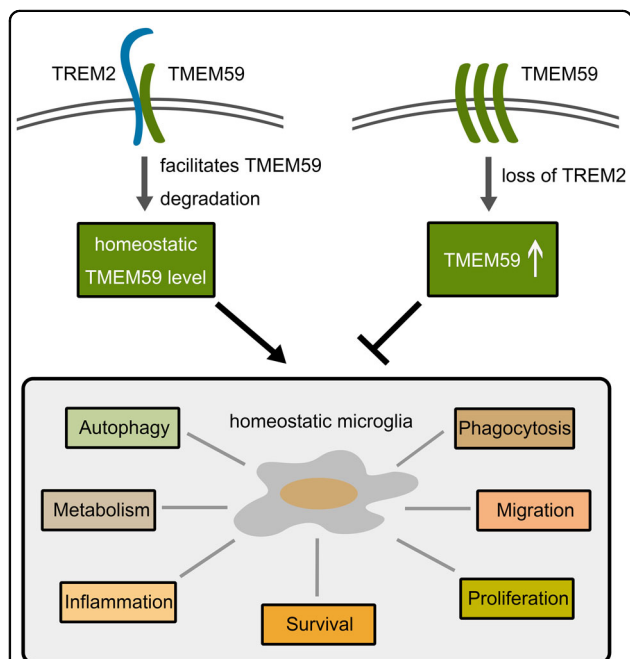 TREM2
TMEM59
TMEM59
facilitates TMEM59
degradation
loss of TREM2
homeostatic
TMEM59 level
TMEM59
homeostatic microglia
Autophagy
Phagocytosis
Metabolism
Migration
Inflammation
Proliferation
Survival